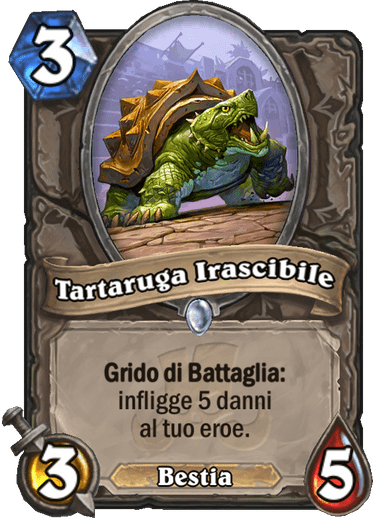 3
Tartaruga Irascibile
Grido di Battaglia:
infligge 5 danni
al tuo eroe.
3
Bestia
5